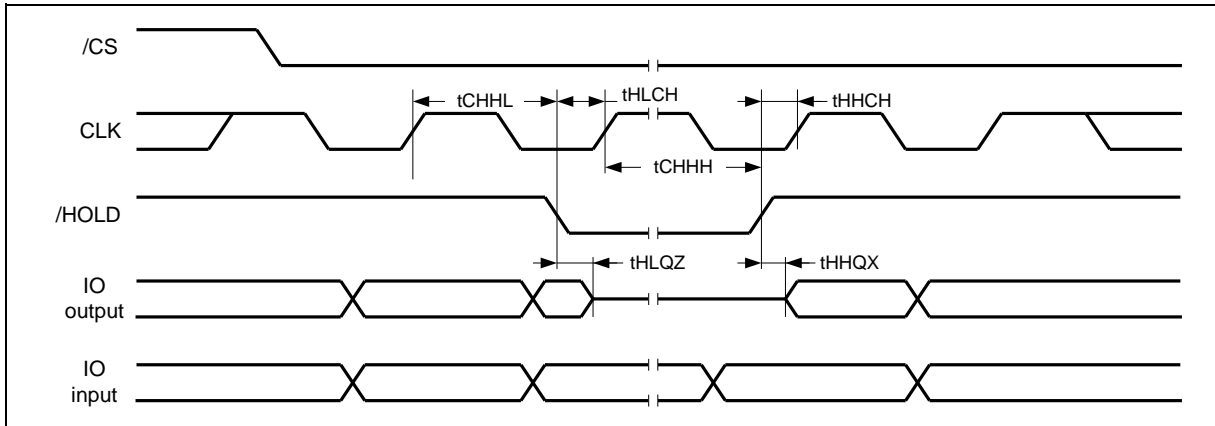 /CS
tCHHL
tHLCH
tHHCH
CLK
tCHHH
/HOLD
tHLQZ
tHHQX
IO
output
IO
input